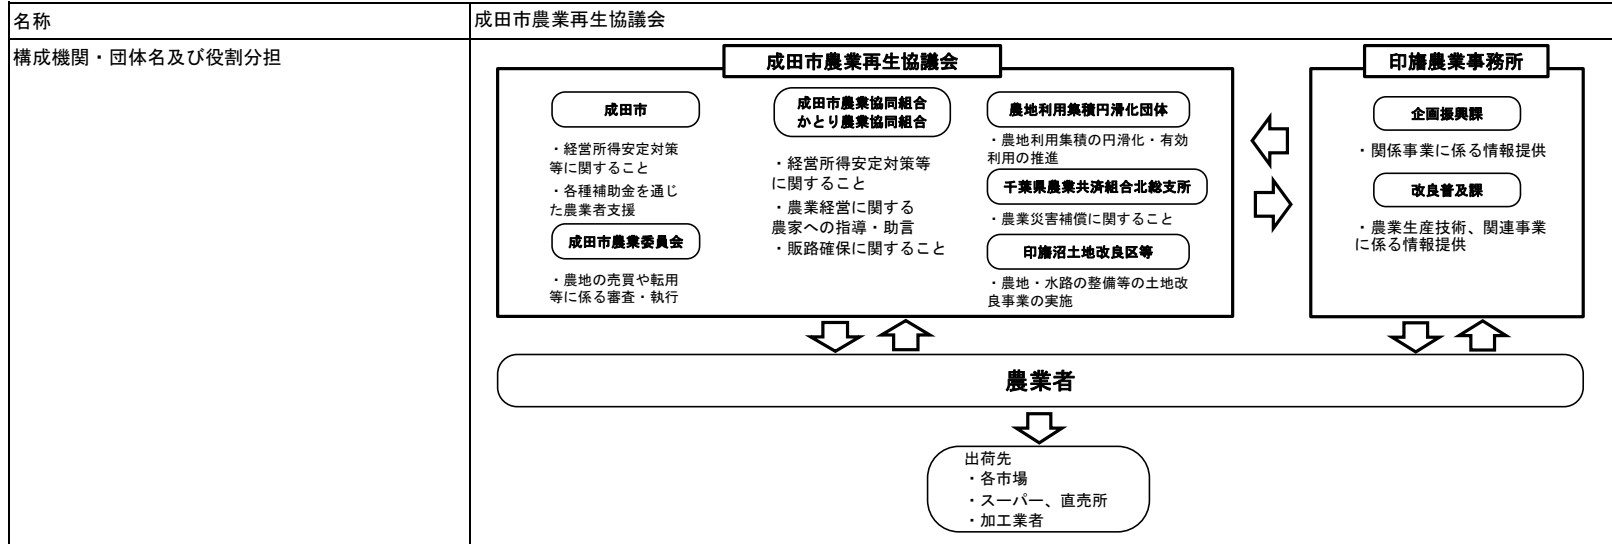 名称
成田市農業再生協議会
構成機関・団体名及び役割分担
成田市農業再生協議会
成田市
・経営所得安定対策
等に関すること
・各種補助金を通じ
た農業者支援
成田市農業委員会
・農地の売買や転用
等に係る審査・執行
成田市農業協同組合
かとり農業協同組合
・経営所得安定対策等
に関すること
・農業経営に関する
農家への指導・助言
・販路確保に関すること
農地利用集積円滑化団体
・農地利用集積の円滑化・有効
利用の推進
千葉県農業共済組合北総支所
・農業災害補償に関すること
印旛沼土地改良区等
・農地・水路の整備等の土地改
良事業の実施
印旛農業事務所
企画振興課
・関係事業に係る情報提供
改良普及課
・農業生産技術、関連事業
に係る情報提供
農業者
出荷先
・各市場
・スーパー、直売所
・加工業者